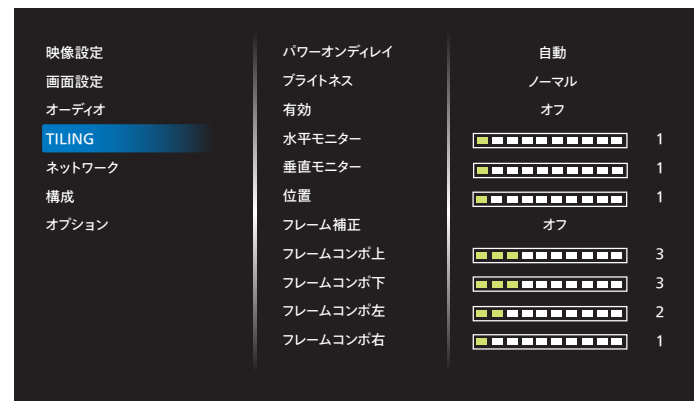 映像設定
画面設定
オーディオ
TILING
ネットワーク
構成
オプション
パワーオンディレイ 自動
ブライトネス ノーマル
有効 オフ
水平モニター 1
垂直モニター 1
位置 1
フレーム補正 オフ
フレームコンポ上 3
フレームコンポ下 3
フレームコンポ左 2
フレームコンポ右 1